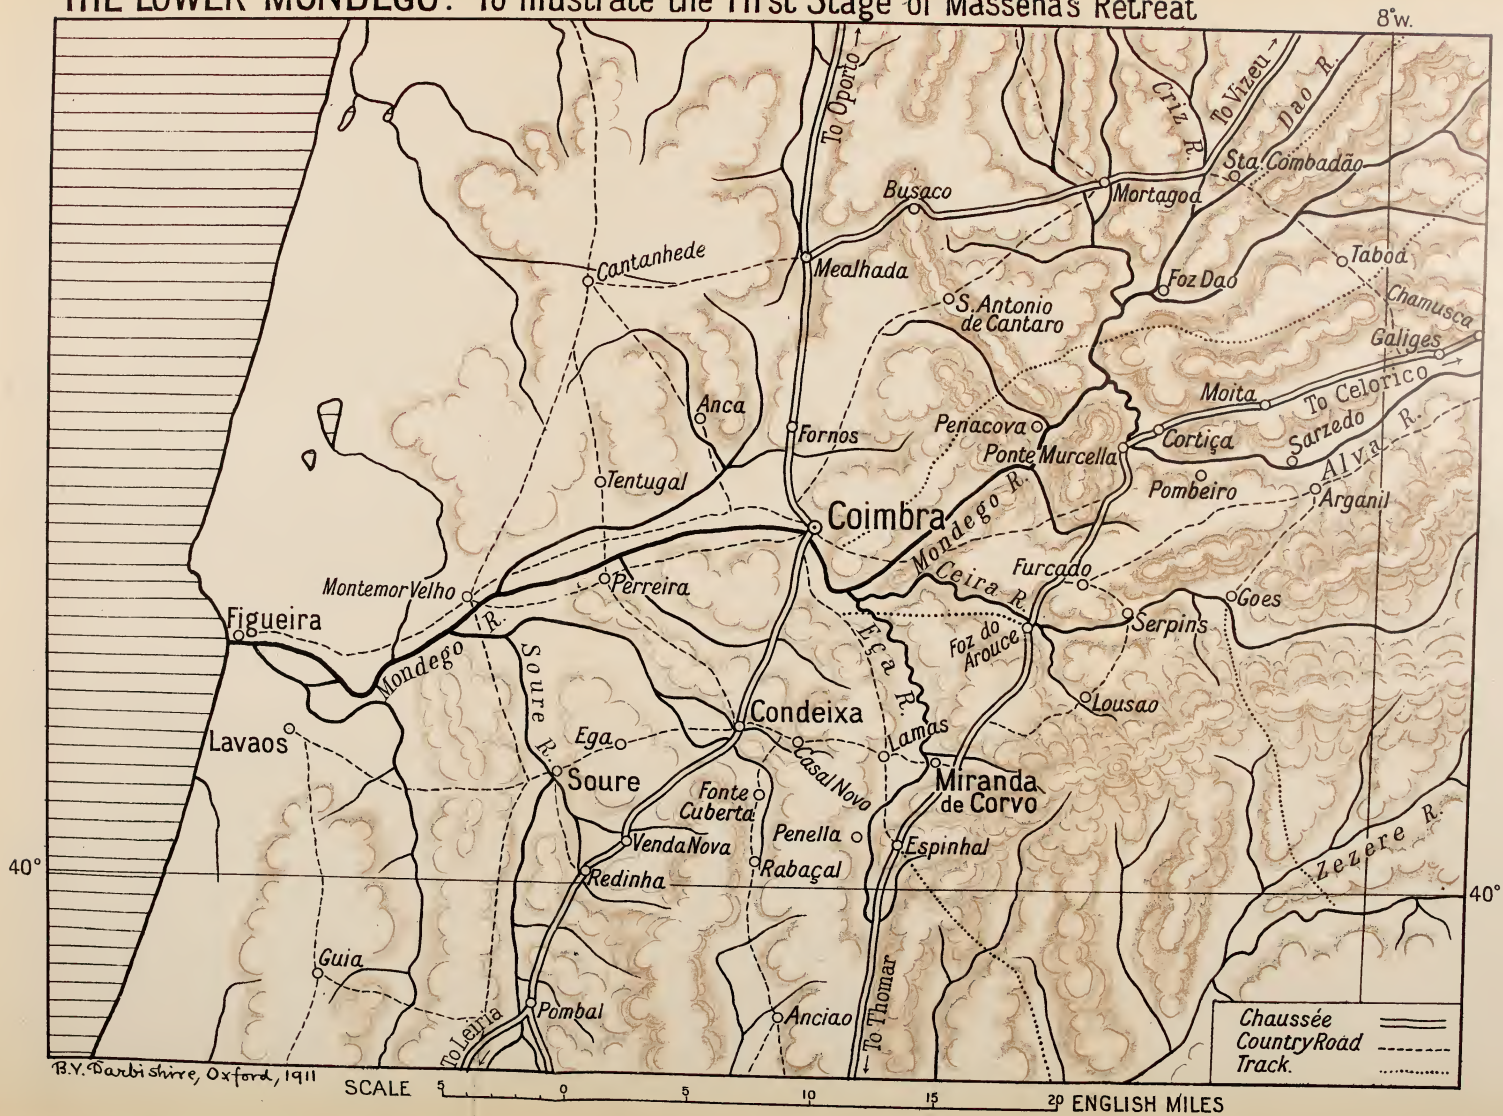 THE LOWER MONDEGO. To Illustrate the First Stage of Massena's Retreat
8°w.
To Oporto
Criz R.
To Vizeu
Dao R.
Sta. Combadão
Busaco
Mortagoa
Cantanhede
Mealhada
Taboa
Foz Dao
S. Antonio
de Cantaro
Chamusca
Galiges
To Celorico
Moita
Anca
Fornos
Penacova
Cortiça
Sarzedo
Ponte Murcella
Alva R.
Tentugal
Pombeiro
Arganil
Coimbra
Mondego R.
Ceira R.
Furcado
Montemor Velho
Perreira
Goes
Figueira
Serpins
Foz do
Arouce
Mondego R.
Soure R.
Eça R.
Lousao
Condeixa
Lavaos
Ega
Lamas
Casal Novo
Soure
Miranda
de Corvo
Fonte
Cuberta
Penella
Venda Nova
Espinhal
Zezere R.
Rabaçal
40°
Redinha
40°
Guia
Pombal
Anciao
To Leiria
To Thomar
Chaussée
Country Road
Track.
B.V. Darbishire, Oxford, 1911
SCALE 5 0 5 10 15 20 ENGLISH MILES